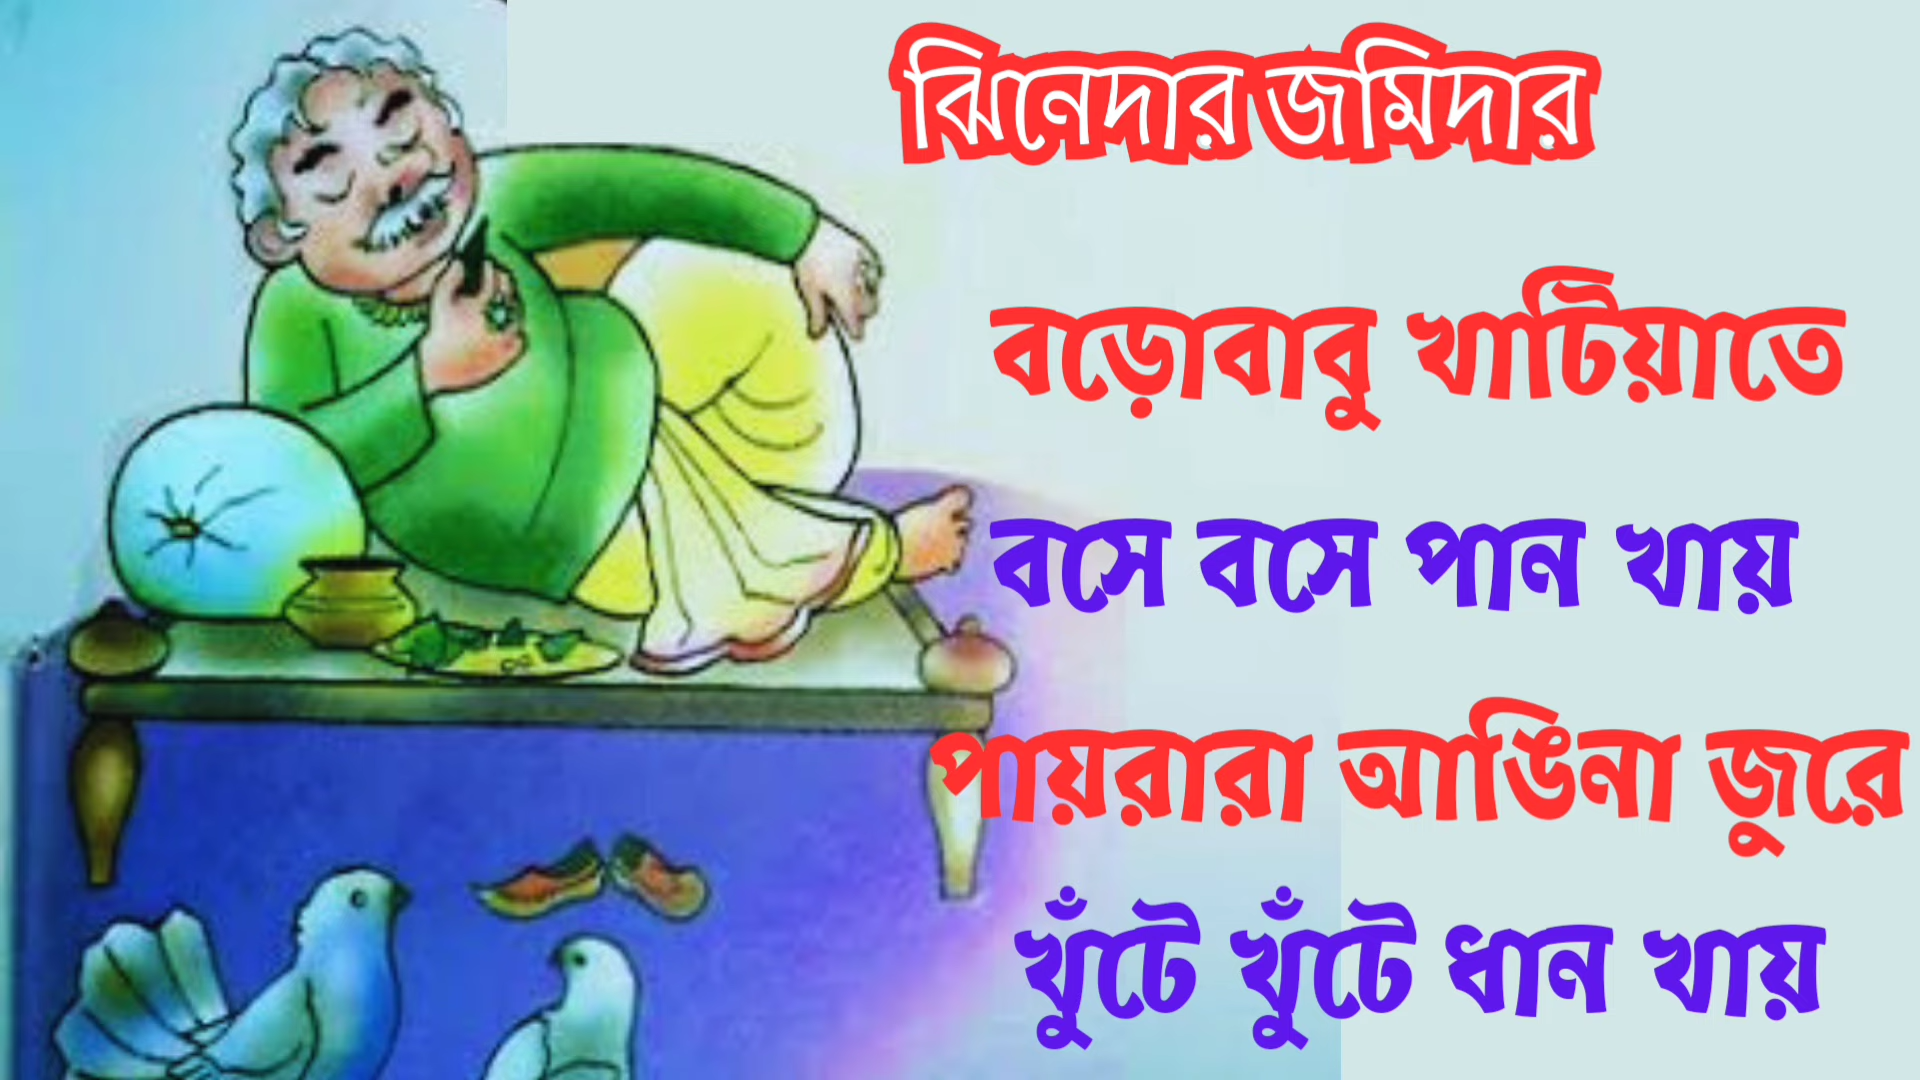 ঝিনেদার জমিদার
বড়োবাবু খাটিয়াতে
বসে বসে পান খায়
পায়রারা আঙিনা জুরে
খুঁটে খুঁটে ধান খায়